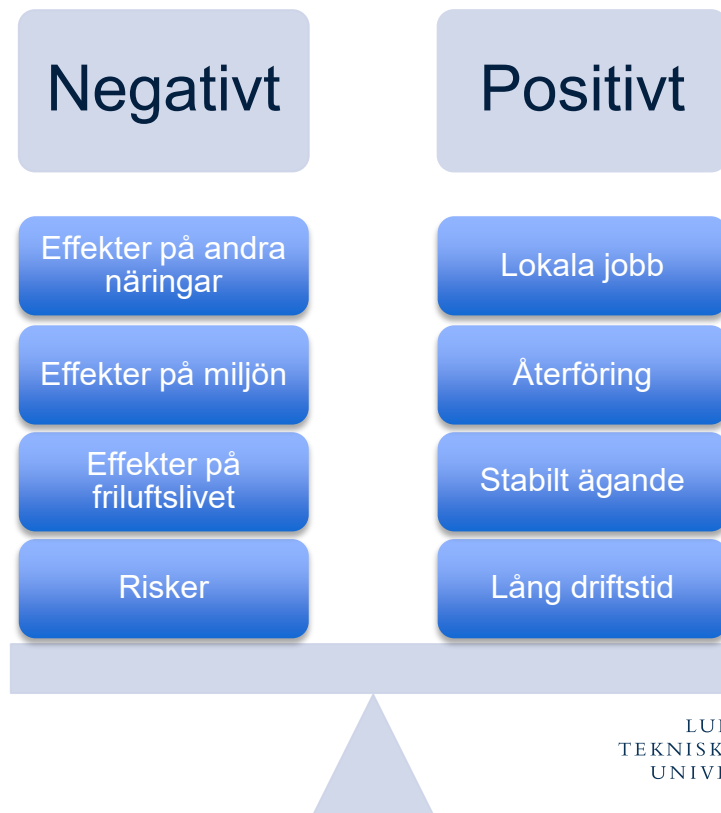 Negativt
Positivt
Effekter på andra
näringar
Lokala jobb
Effekter på miljön
Återföring
Effekter på
friluftslivet
Stabilt ägande
Risker
Lång driftstid
TEKNISK